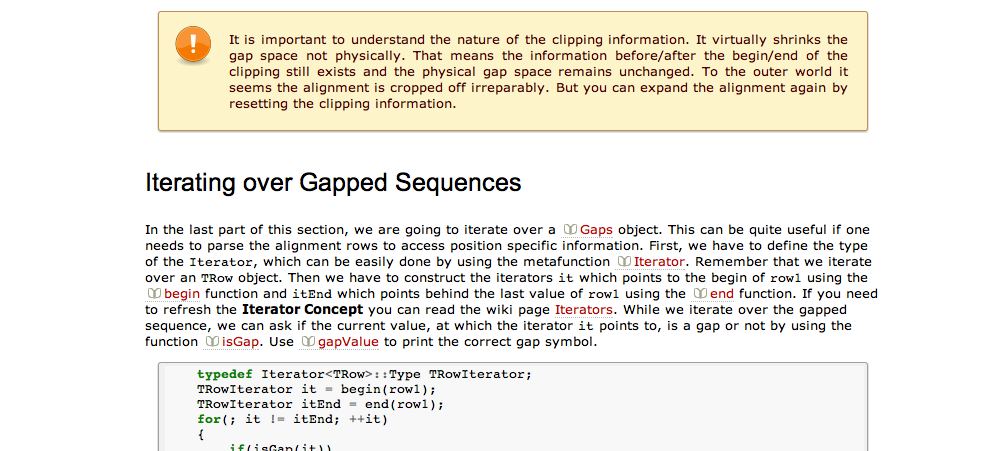 It is important to understand the nature of the clipping information. It virtually shrinks the
gap space not physically. That means the information before/after the begin/end of the
clipping still exists and the physical gap space remains unchanged. To the outer world it
seems the alignment is cropped off irreparably. But you can expand the alignment again by
resetting the clipping information.
Iterating over Gapped Sequences
In the last part of this section, we are going to iterate over a Gaps object. This can be quite useful if one
needs to parse the alignment rows to access position specific information. First, we have to define the type
of the Iterator, which can be easily done by using the metafunction Iterator. Remember that we iterate
over an TRow object. Then we have to construct the iterators it which points to the begin of row1 using the
begin function and itEnd which points behind the last value of row1 using the end function. If you need
to refresh the Iterator Concept you can read the wiki page Iterators. While we iterate over the gapped
sequence, we can ask if the current value, at which the iterator it points to, is a gap or not by using the
function isGap. Use gapValue to print the correct gap symbol.
typedef Iterator<TRow>::Type TRowIterator;
TRowIterator it = begin(row1);
TRowIterator itEnd = end(row1);
for(; it != itEnd; ++it)
{
if(isGap(it))